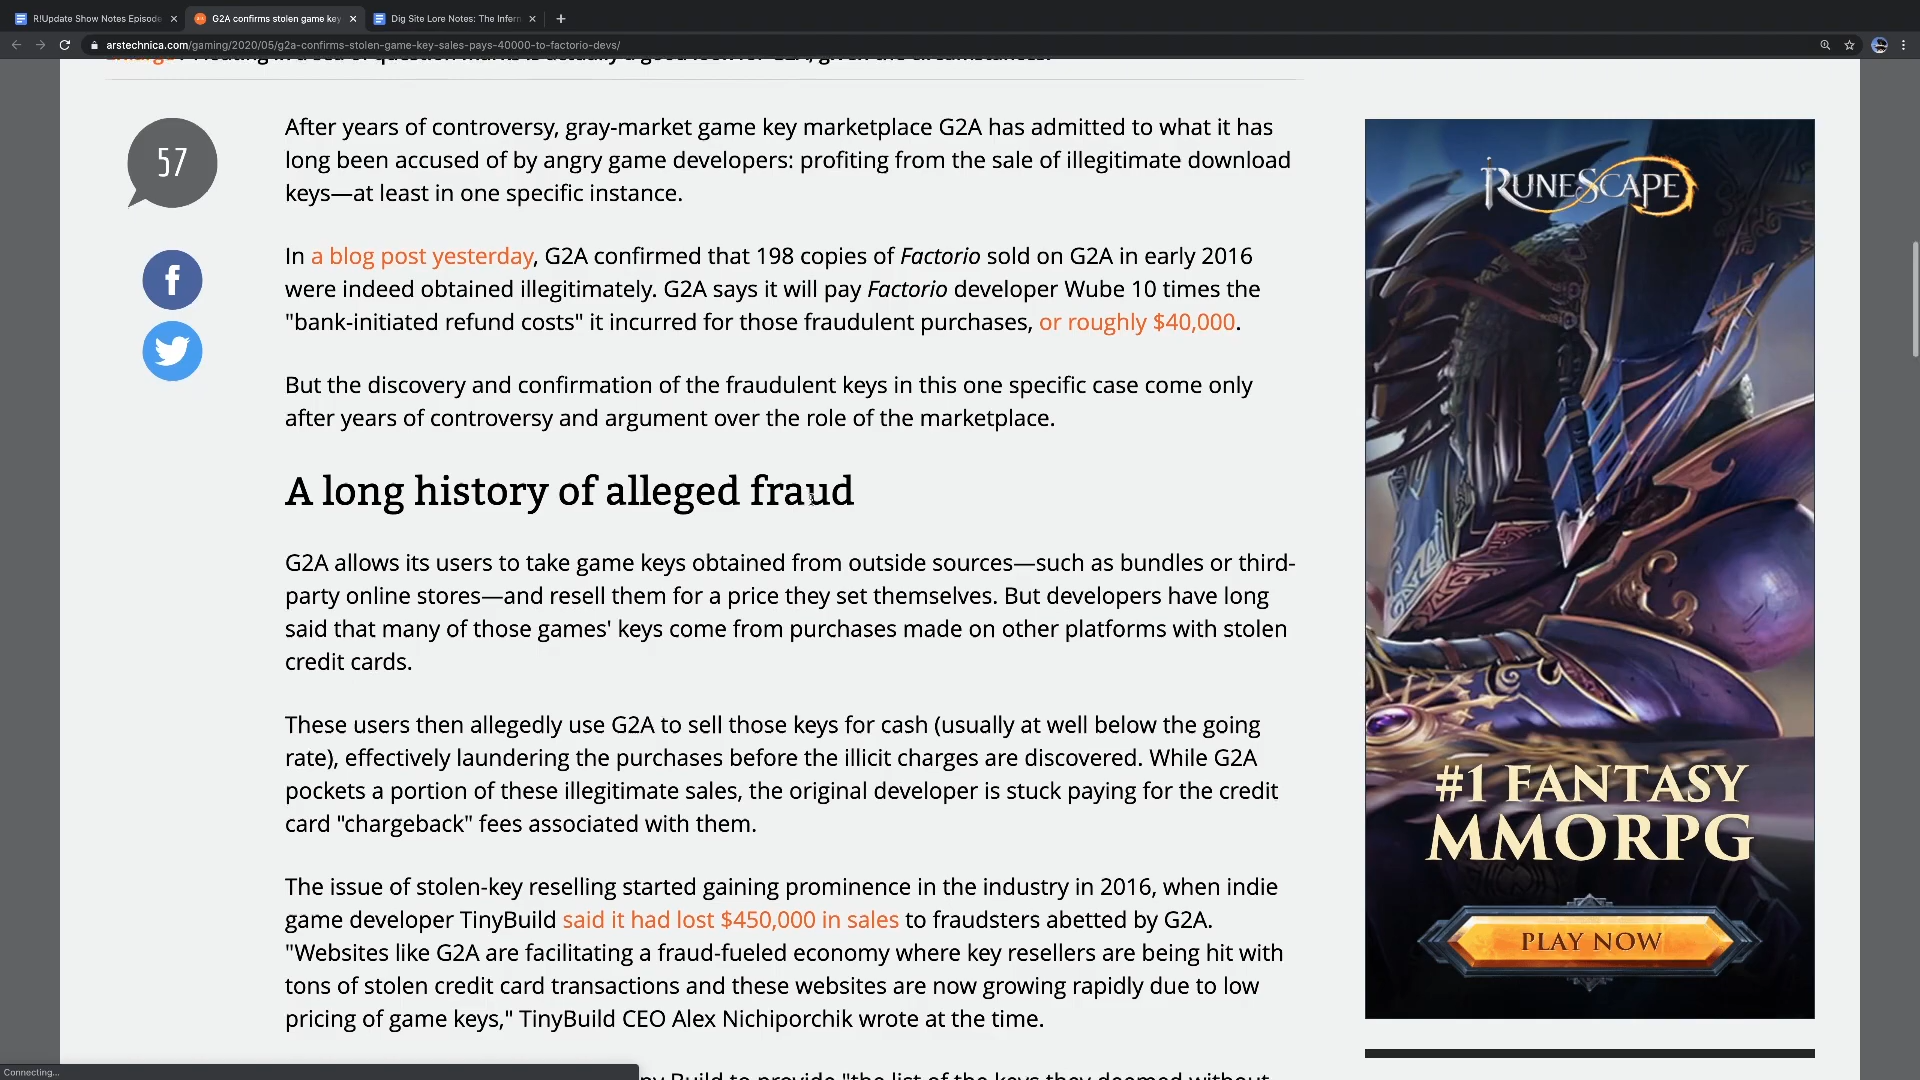 R!Update Show Notes Episode
G2A confirms stolen game key
Dig Site Lore Notes: The Infern
arstechnica.com/gaming/2020/05/g2a-confirms-stolen-game-key-sales-pays-40000-to-factorio-devs/
57
After years of controversy, gray-market game key marketplace G2A has admitted to what it has
long been accused of by angry game developers: profiting from the sale of illegitimate download
keys—at least in one specific instance.
In a blog post yesterday, G2A confirmed that 198 copies of Factorio sold on G2A in early 2016
were indeed obtained illegitimately. G2A says it will pay Factorio developer Wube 10 times the
"bank-initiated refund costs" it incurred for those fraudulent purchases, or roughly $40,000.
But the discovery and confirmation of the fraudulent keys in this one specific case come only
after years of controversy and argument over the role of the marketplace.
A long history of alleged fraud
G2A allows its users to take game keys obtained from outside sources—such as bundles or third-
party online stores—and resell them for a price they set themselves. But developers have long
said that many of those games' keys come from purchases made on other platforms with stolen
credit cards.
These users then allegedly use G2A to sell those keys for cash (usually at well below the going
rate), effectively laundering the purchases before the illicit charges are discovered. While G2A
pockets a portion of these illegitimate sales, the original developer is stuck paying for the credit
card "chargeback" fees associated with them.
The issue of stolen-key reselling started gaining prominence in the industry in 2016, when indie
game developer TinyBuild said it had lost $450,000 in sales to fraudsters abetted by G2A.
"Websites like G2A are facilitating a fraud-fueled economy where key resellers are being hit with
tons of stolen credit card transactions and these websites are now growing rapidly due to low
pricing of game keys," TinyBuild CEO Alex Nichiporchik wrote at the time.
Build to provide "the list of the keys they deemed without
RUNESCAPE
#1 FANTASY
MMORPG
PLAY NOW
Connecting...